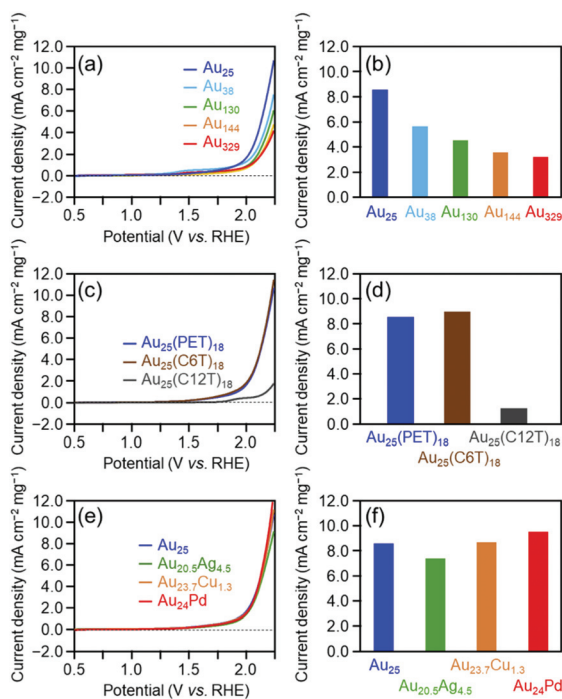 (a)
Current density (mA cm⁻² mg⁻¹)
12.0
10.0
8.0
6.0
4.0
2.0
0.0
−2.0
Au₂₅
Au₃₈
Au₁₃₀
Au₁₄₄
Au₃₂₉
0.5 1.0 1.5 2.0
Potential (V vs. RHE)
(b)
Current density (mA cm⁻² mg⁻¹)
12.0
10.0
8.0
6.0
4.0
2.0
0.0
Au₂₅ Au₃₈ Au₁₃₀ Au₁₄₄ Au₃₂₉
(c)
Current density (mA cm⁻² mg⁻¹)
12.0
10.0
8.0
6.0
4.0
2.0
0.0
−2.0
Au₂₅(PET)₁₈
Au₂₅(C6T)₁₈
Au₂₅(C12T)₁₈
0.5 1.0 1.5 2.0
Potential (V vs. RHE)
(d)
Current density (mA cm⁻² mg⁻¹)
12.0
10.0
8.0
6.0
4.0
2.0
0.0
Au₂₅(PET)₁₈ Au₂₅(C12T)₁₈
Au₂₅(C6T)₁₈
(e)
Current density (mA cm⁻² mg⁻¹)
12.0
10.0
8.0
6.0
4.0
2.0
0.0
−2.0
Au₂₅
Au₂₀.₅Ag₄.₅
Au₂₃.₇Cu₁.₃
Au₂₄Pd
0.5 1.0 1.5 2.0
Potential (V vs. RHE)
(f)
Current density (mA cm⁻² mg⁻¹)
12.0
10.0
8.0
6.0
4.0
2.0
0.0
Au₂₅ Au₂₃.₇Cu₁.₃
Au₂₀.₅Ag₄.₅ Au₂₄Pd